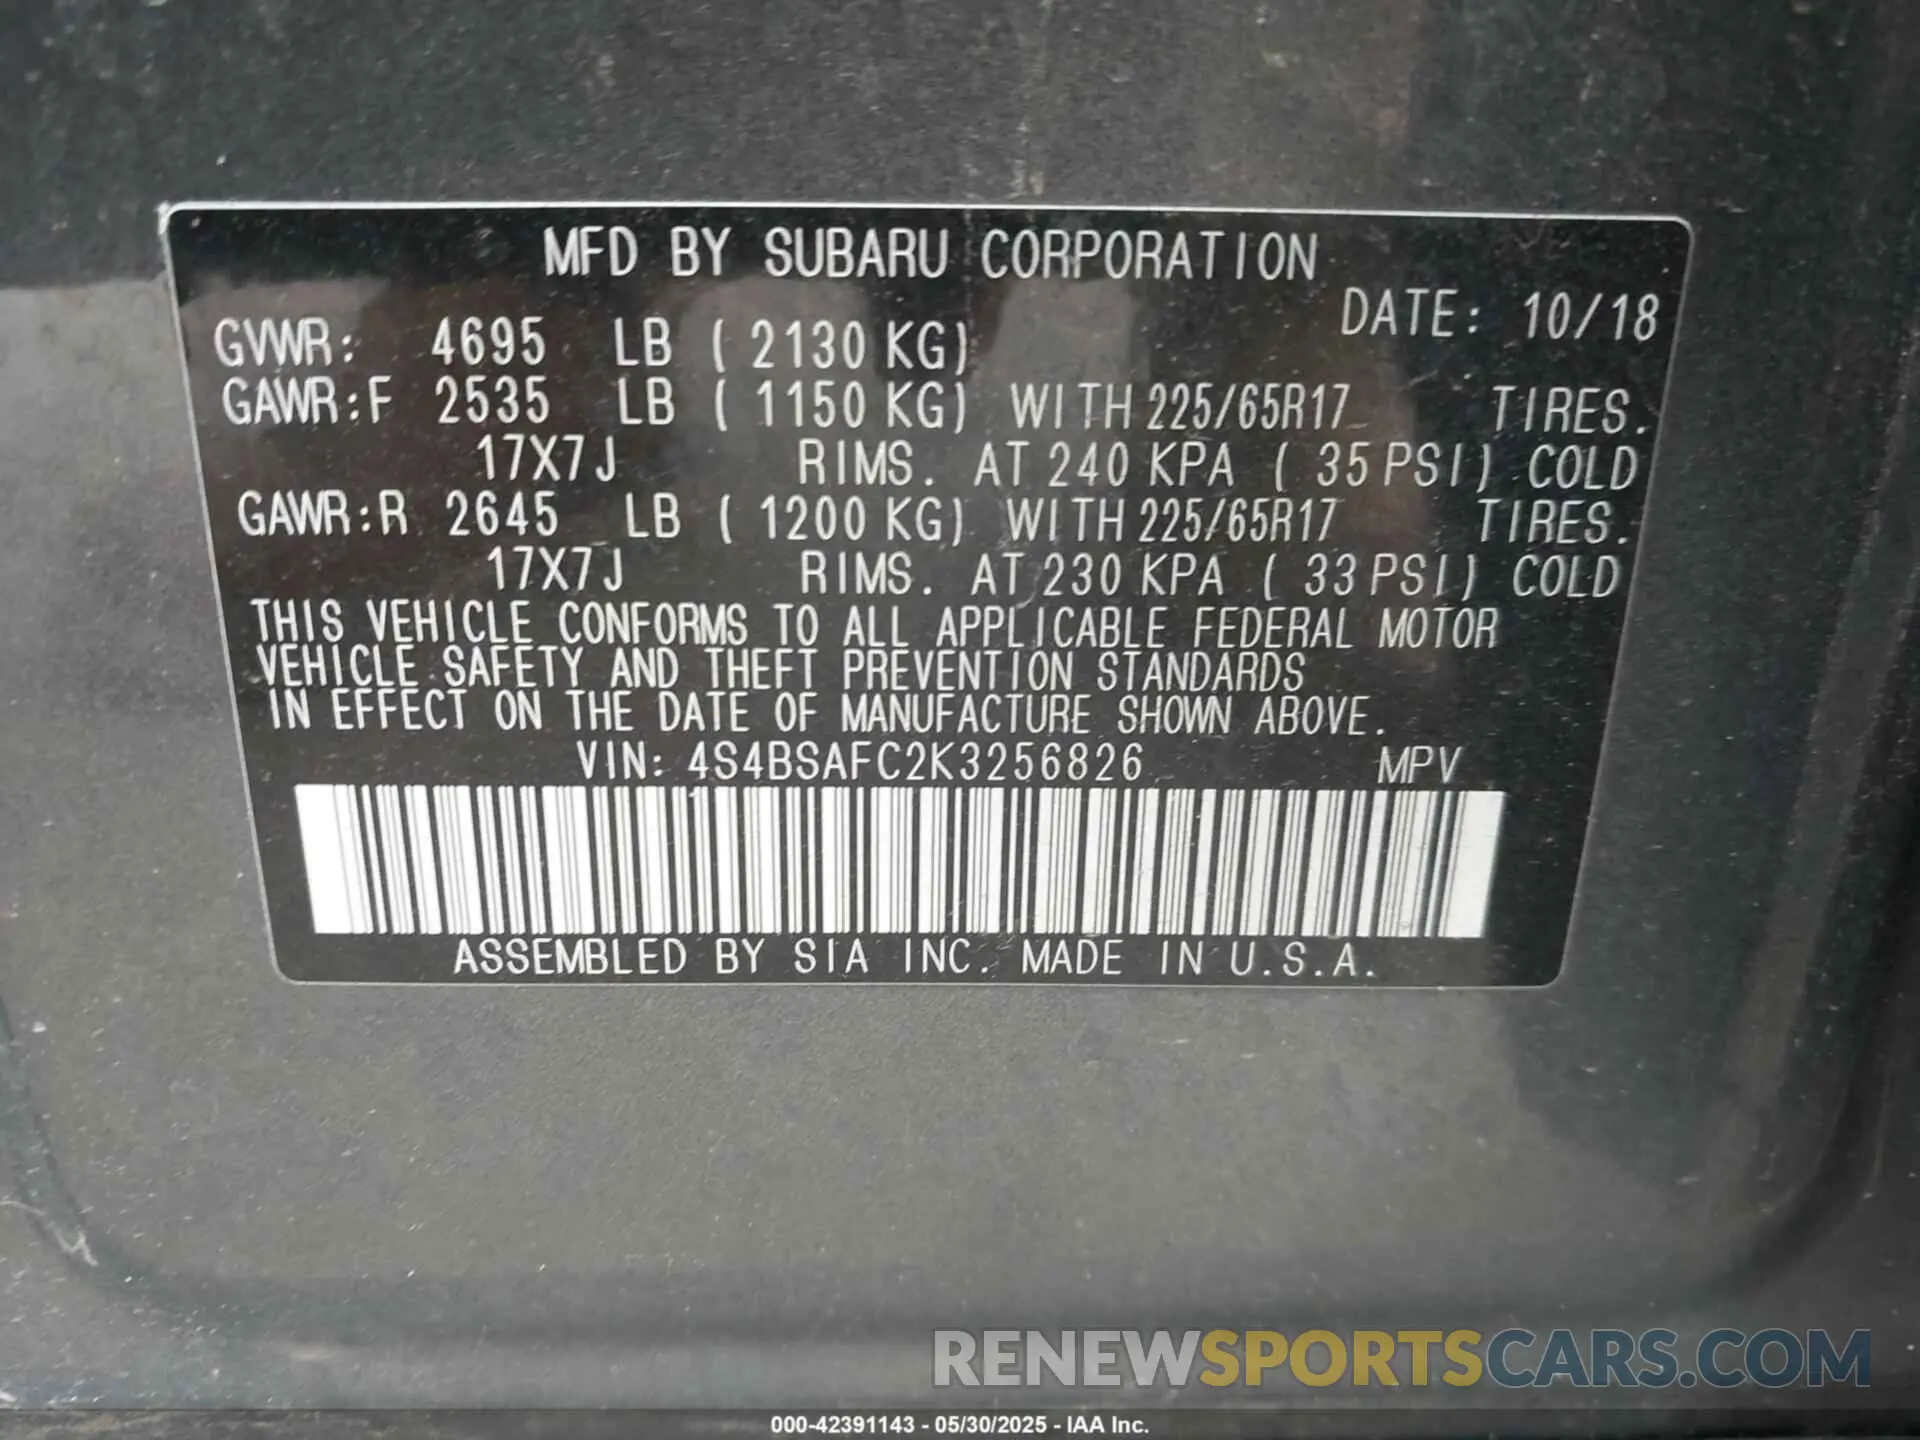 MFD BY SUBARU CORPORATION
DATE: 10/18
GVWR: 4695 LB ( 2130 KG)
GAWR:F 2535 LB ( 1150 KG) WITH 225/65R17 TIRES.
17X7J RIMS. AT 240 KPA ( 35 PSI) COLD
GAWR:R 2645 LB ( 1200 KG) WITH 225/65R17 TIRES.
17X7J RIMS. AT 230 KPA ( 33 PSI) COLD
THIS VEHICLE CONFORMS TO ALL APPLICABLE FEDERAL MOTOR
VEHICLE SAFETY AND THEFT PREVENTION STANDARDS
IN EFFECT ON THE DATE OF MANUFACTURE SHOWN ABOVE.
VIN: 4S4BSAFC2K3256826 MPV
ASSEMBLED BY SIA INC. MADE IN U.S.A.
RENEWSPORTSCARS.COM
000-42391143 - 05/30/2025 - IAA Inc.